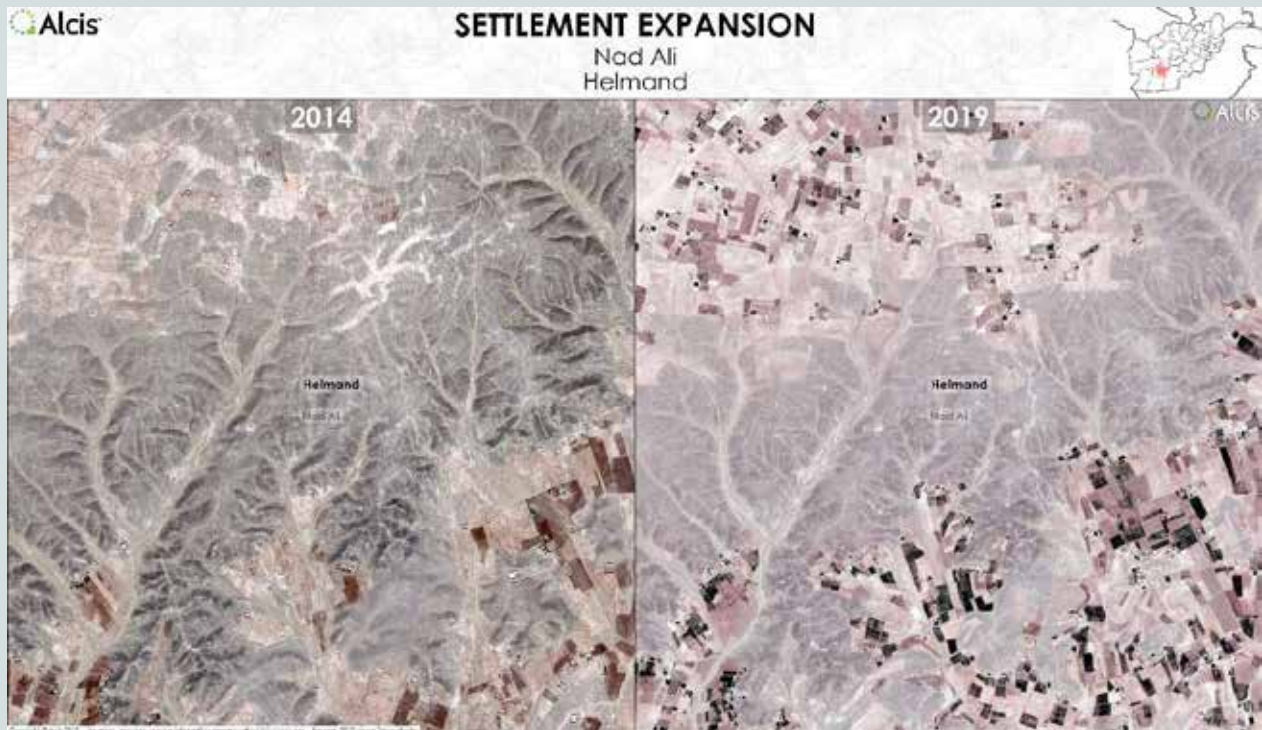 Alcis
SETTLEMENT EXPANSION
Nad Ali
Helmand
2014
2019
Alcis
Helmand
Nad Ali
Helmand
Nad Ali